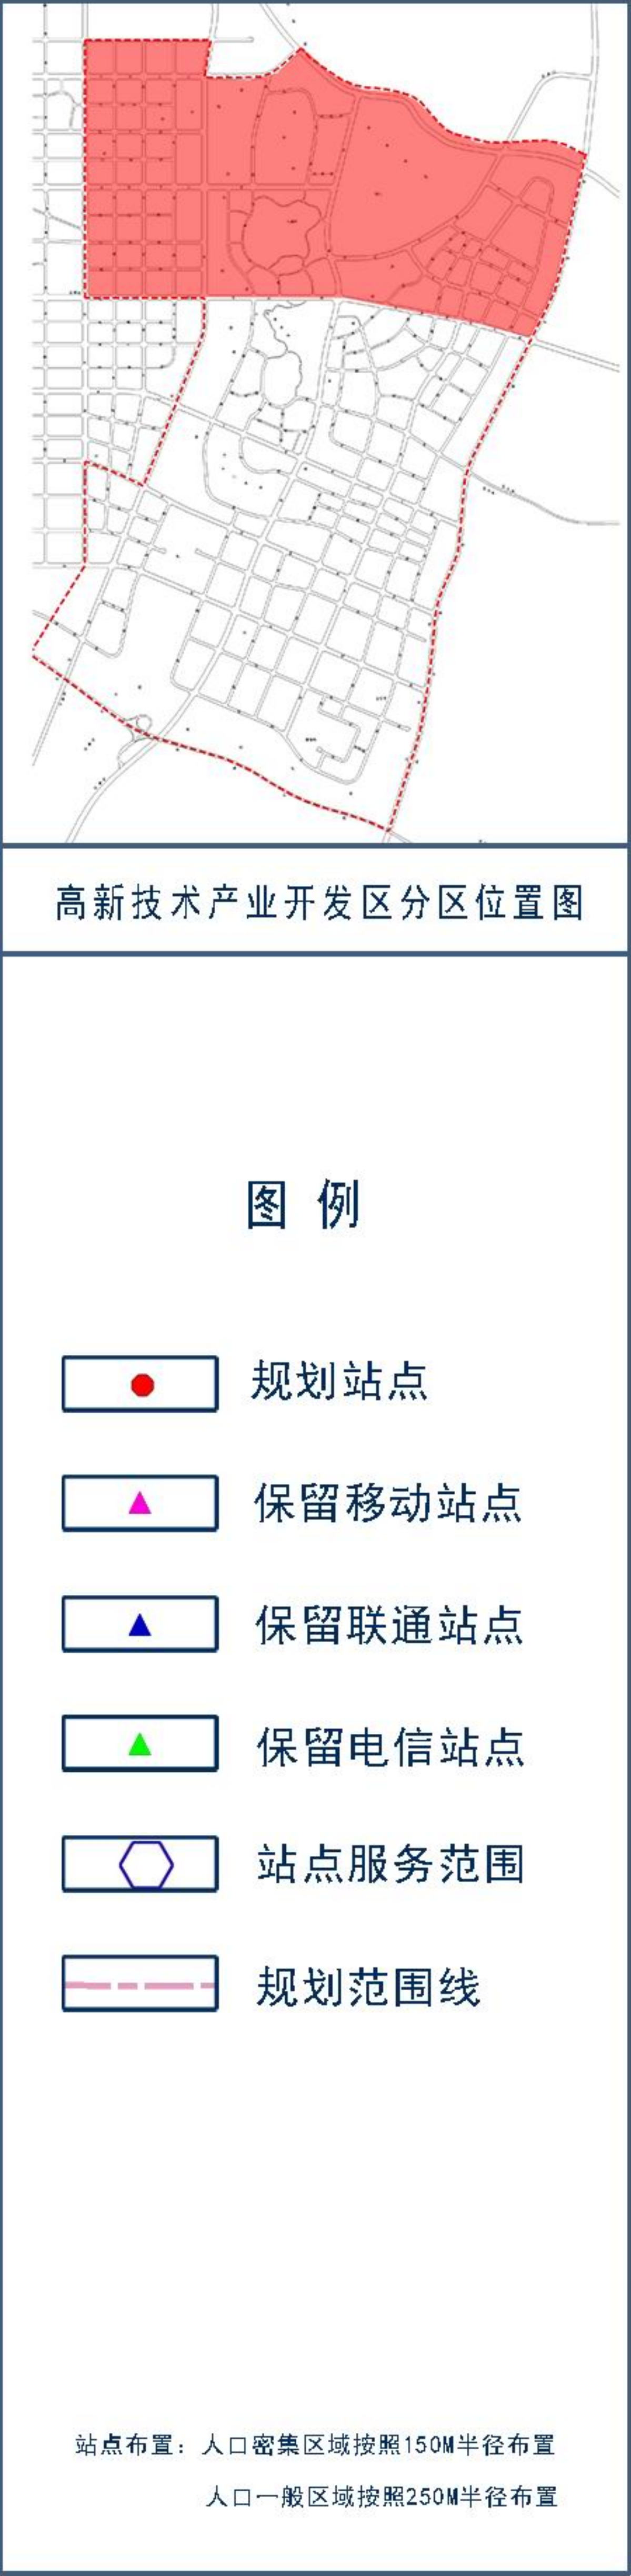 高新技术产业开发区分区位置图
图 例
规划站点
保留移动站点
保留联通站点
保留电信站点
站点服务范围
规划范围线
站点布置：人口密集区域按照150M半径布置
人口一般区域按照250M半径布置